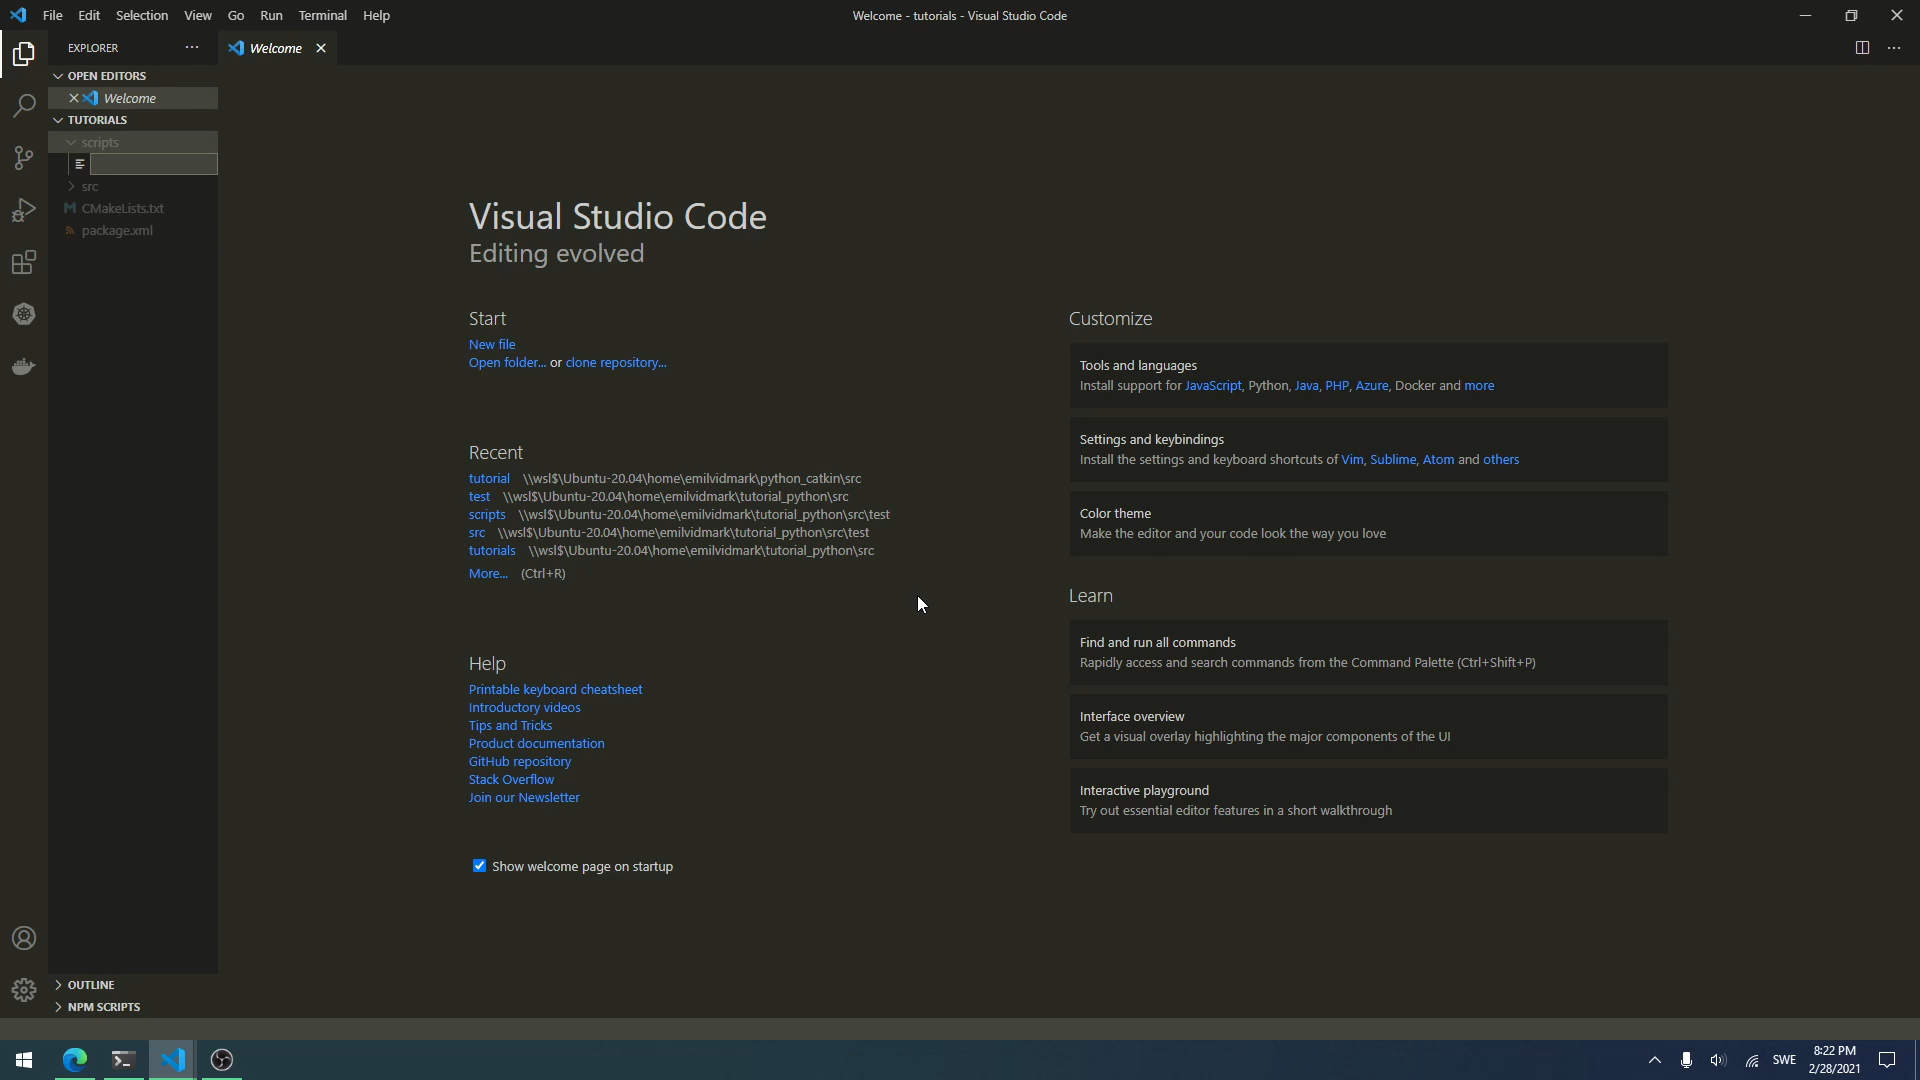 File Edit Selection View Go Run Terminal Help
Welcome - tutorials - Visual Studio Code
EXPLORER
Welcome
OPEN EDITORS
Welcome
TUTORIALS
scripts
src
CMakeLists.txt
package.xml
Visual Studio Code
Editing evolved
Start
New file
Open folder... or clone repository...
Recent
tutorial \\wsl$\Ubuntu-20.04\home\emilvidmark\python_catkin\src
test \\wsl$\Ubuntu-20.04\home\emilvidmark\tutorial_python\src
scripts \\wsl$\Ubuntu-20.04\home\emilvidmark\tutorial_python\src\test
src \\wsl$\Ubuntu-20.04\home\emilvidmark\tutorial_python\src\test
tutorials \\wsl$\Ubuntu-20.04\home\emilvidmark\tutorial_python\src
More... (Ctrl+R)
Help
Printable keyboard cheatsheet
Introductory videos
Tips and Tricks
Product documentation
GitHub repository
Stack Overflow
Join our Newsletter
Show welcome page on startup
Customize
Tools and languages
Install support for JavaScript, Python, Java, PHP, Azure, Docker and more
Settings and keybindings
Install the settings and keyboard shortcuts of Vim, Sublime, Atom and others
Color theme
Make the editor and your code look the way you love
Learn
Find and run all commands
Rapidly access and search commands from the Command Palette (Ctrl+Shift+P)
Interface overview
Get a visual overlay highlighting the major components of the UI
Interactive playground
Try out essential editor features in a short walkthrough
OUTLINE
NPM SCRIPTS
SWE
8:22 PM
2/28/2021